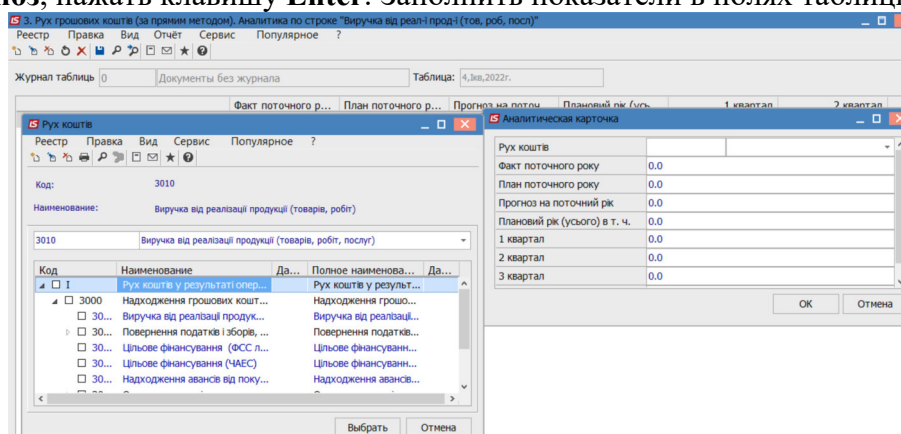 ноз, нажать клавишу Enter. Заполнить показатели в полях таблиц
3. Рух грошових коштів (за прямим методом). Аналитика по строке "Виручка від реал-і прод-і (тов, роб, посл)"
Реестр Правка Вид Отчёт Сервис Популярное ?
Журнал таблиць 0 Документы без журнала Таблица: 4,Iкв,2022г.
Факт поточного р... План поточного р... Прогноз на поточ... Плановий рік (усь... 1 квартал 2 квартал
Рух коштів
Реестр Правка Вид Сервис Популярное ?
Код: 3010
Наименование: Виручка від реалізації продукції (товарів, робіт)
3010 Виручка від реалізації продукції (товарів, робіт, послуг)
Код Наименование Да... Полное наименова... Да...
I Рух коштів у результаті опер... Рух коштів у результ...
3000 Надходження грошових кошт... Надходження грошо...
30... Виручка від реалізації продук... Виручка від реалізаці...
30... Повернення податків і зборів, ... Повернення податків...
30... Цільове фінансування (ФСС л... Цільове фінансуванн...
30... Цільове фінансування (ЧАЕС) Цільове фінансуванн...
30... Надходження авансів від поку... Надходження авансів...
Выбрать Отмена
Аналитическая карточка
Рух коштів
Факт поточного року 0.0
План поточного року 0.0
Прогноз на поточний рік 0.0
Плановий рік (усього) в т. ч. 0.0
1 квартал 0.0
2 квартал 0.0
3 квартал 0.0
ОК Отмена